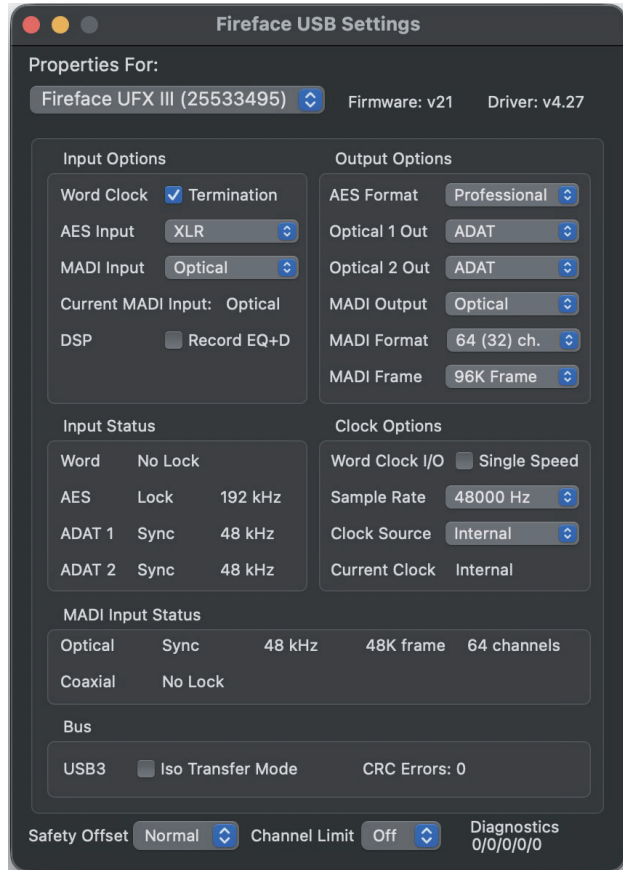 Fireface USB Settings
Properties For:
Fireface UFX III (25533495) Firmware: v21 Driver: v4.27
Input Options
Word Clock Termination
AES Input XLR
MADI Input Optical
Current MADI Input: Optical
DSP Record EQ+D
Output Options
AES Format Professional
Optical 1 Out ADAT
Optical 2 Out ADAT
MADI Output Optical
MADI Format 64 (32) ch.
MADI Frame 96K Frame
Input Status
Word No Lock
AES Lock 192 kHz
ADAT 1 Sync 48 kHz
ADAT 2 Sync 48 kHz
Clock Options
Word Clock I/O Single Speed
Sample Rate 48000 Hz
Clock Source Internal
Current Clock Internal
MADI Input Status
Optical Sync 48 kHz 48K frame 64 channels
Coaxial No Lock
Bus
USB3 Iso Transfer Mode CRC Errors: 0
Safety Offset Normal Channel Limit Off Diagnostics
0/0/0/0/0